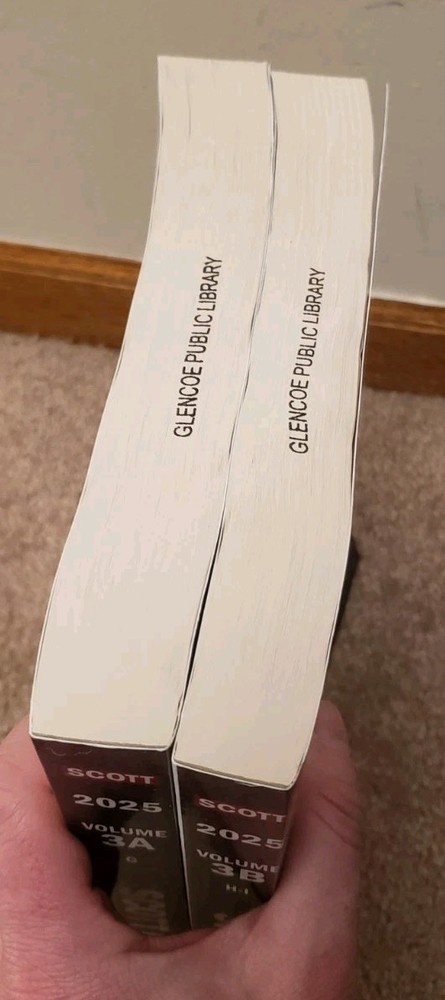 GLENCOE PUBLIC LIBRARY
GLENCOE PUBLIC LIBRARY
SCOTT
2025
VOLUME
3A
G
SCOTT
2025
VOLUME
3B
H-I